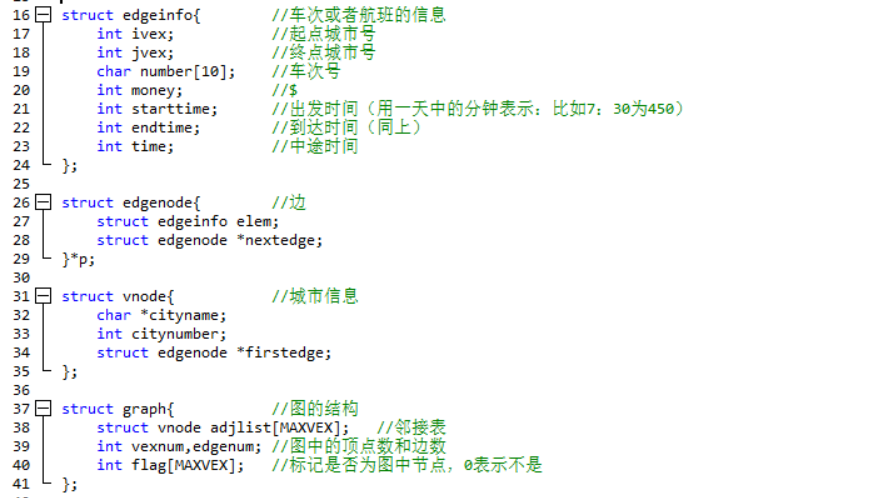 16 struct edgeinfo{ //车次或者航班的信息
17 int ivex; //起点城市号
18 int jvex; //终点城市号
19 char number[10]; //车次号
20 int money; //$
21 int starttime; //出发时间（用一天中的分钟表示：比如7：30为450）
22 int endtime; //到达时间（同上）
23 int time; //中途时间
24 };
25
26 struct edgenode{ //边
27 struct edgeinfo elem;
28 struct edgenode *nextedge;
29 }*p;
30
31 struct vnode{ //城市信息
32 char *cityname;
33 int citynumber;
34 struct edgenode *firstedge;
35 };
36
37 struct graph{ //图的结构
38 struct vnode adjlist[MAXVEX]; //邻接表
39 int vexnum,edgenum; //图中的顶点数和边数
40 int flag[MAXVEX]; //标记是否为图中节点，0表示不是
41 };